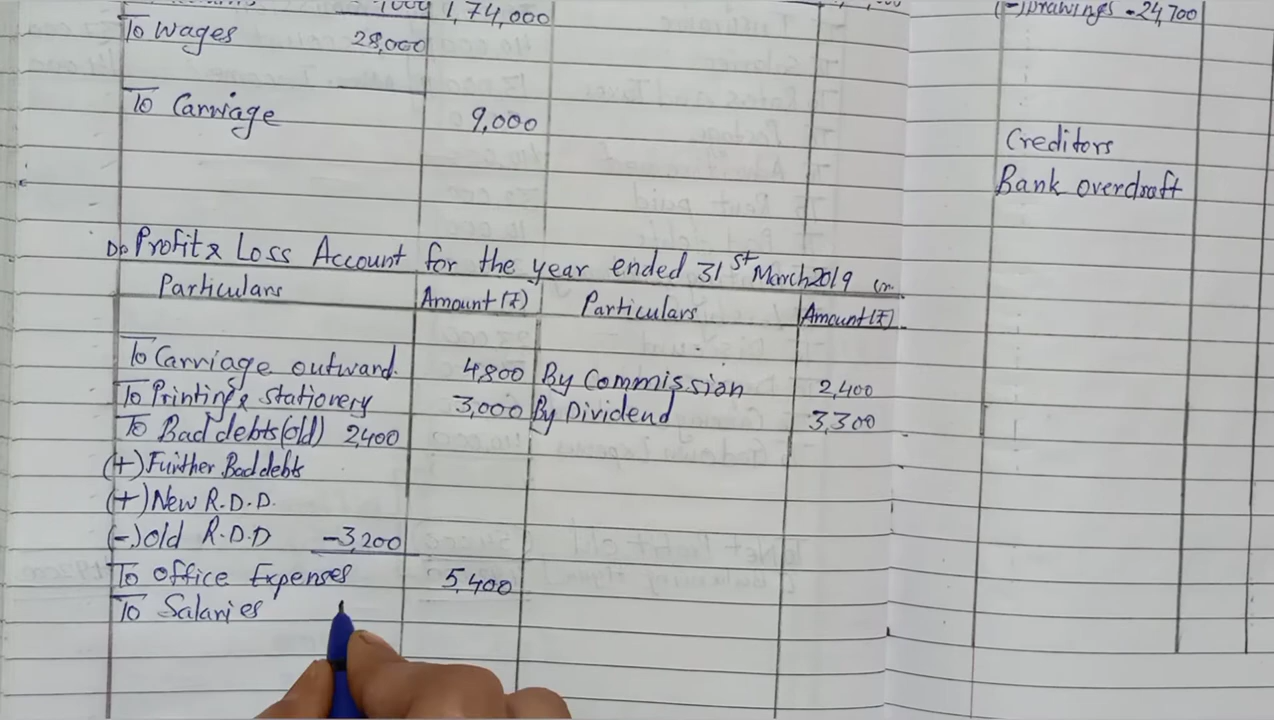 1,74,000
(-) Drawings - 24,700
To Wages 28,000
To Carriage 9,000
Creditors
Bank overdraft
Dr. Profit & Loss Account for the year ended 31st March 2019 Cr.
Particulars Amount (₹) Particulars Amount (₹)
To Carriage outward 4800 By Commission 2,400
To Printing & Stationery 3,000 By Dividend 3,300
To Bad debts (old) 2,400
(+) Further Bad debts
(+) New R.D.D.
(-) old R.D.D -3,200
To office Expenses 5,400
To Salaries